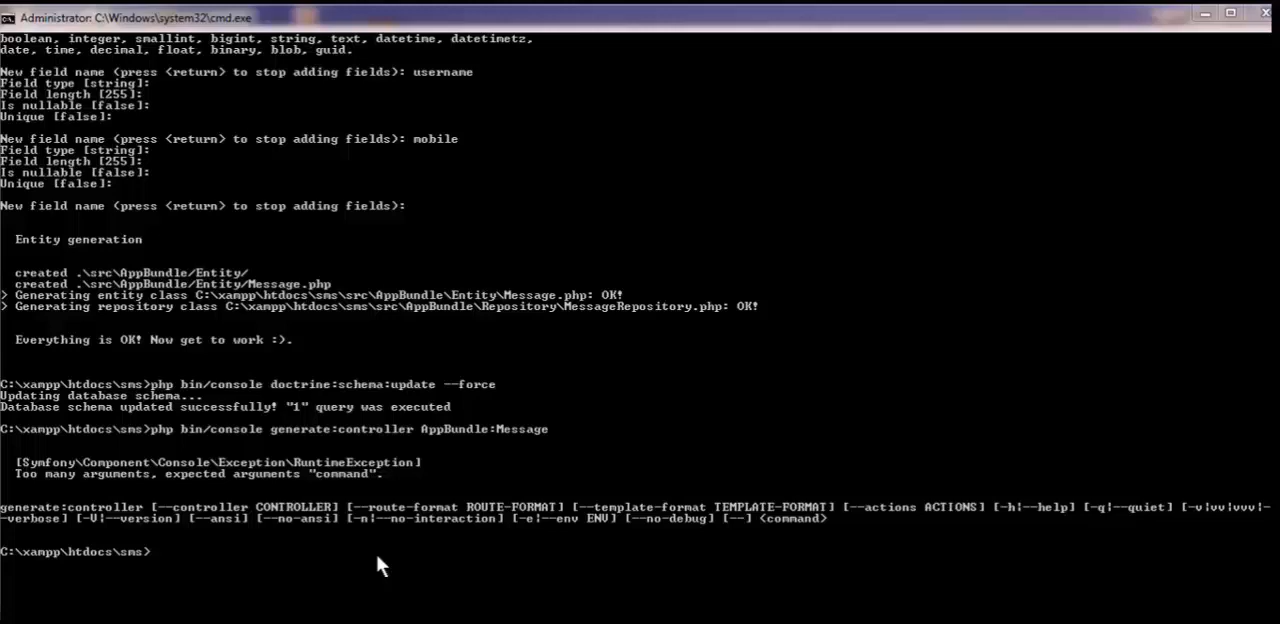 Administrator: C:\Windows\system32\cmd.exe
boolean, integer, smallint, bigint, string, text, datetime, datetimetz,
date, time, decimal, float, binary, blob, guid.
New field name (press <return> to stop adding fields): username
Field type [string]:
Field length [255]:
Is nullable [false]:
Unique [false]:
New field name (press <return> to stop adding fields): mobile
Field type [string]:
Field length [255]:
Is nullable [false]:
Unique [false]:
New field name (press <return> to stop adding fields):
Entity generation
created .\src\AppBundle/Entity/
created .\src\AppBundle/Entity/Message.php
> Generating entity class C:\xampp\htdocs\sms\src\AppBundle\Entity\Message.php: OK!
> Generating repository class C:\xampp\htdocs\sms\src\AppBundle\Repository\MessageRepository.php: OK!
Everything is OK! Now get to work :).
C:\xampp\htdocs\sms>php bin/console doctrine:schema:update --force
Updating database schema...
Database schema updated successfully! "1" query was executed
C:\xampp\htdocs\sms>php bin/console generate:controller AppBundle:Message
[Symfony\Component\Console\Exception\RuntimeException]
Too many arguments, expected arguments "command".
generate:controller [--controller CONTROLLER] [--route-format ROUTE-FORMAT] [--template-format TEMPLATE-FORMAT] [--actions ACTIONS] [-h¦--help] [-q¦--quiet] [-v¦vv¦vvv¦-
-verbose] [-V¦--version] [--ansi] [--no-ansi] [-n¦--no-interaction] [-e¦--env ENV] [--no-debug] [--] <command>
C:\xampp\htdocs\sms>